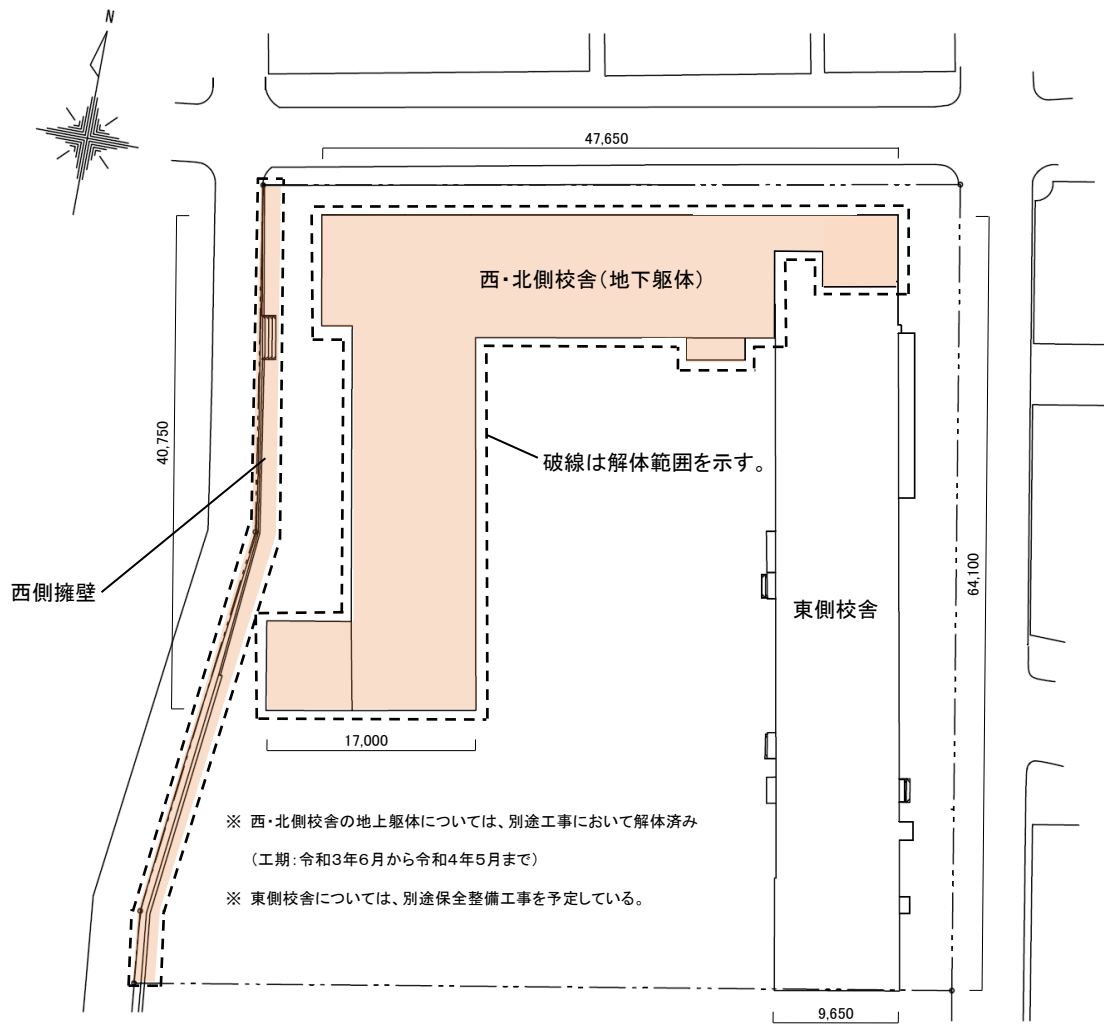 N
47,650
西・北側校舎(地下躯体)
40,750
破線は解体範囲を示す。
西側擁壁
64,100
東側校舎
17,000
※ 西・北側校舎の地上躯体については、別途工事において解体済み
(工期:令和3年6月から令和4年5月まで)
※ 東側校舎については、別途保全整備工事を予定している。
9,650